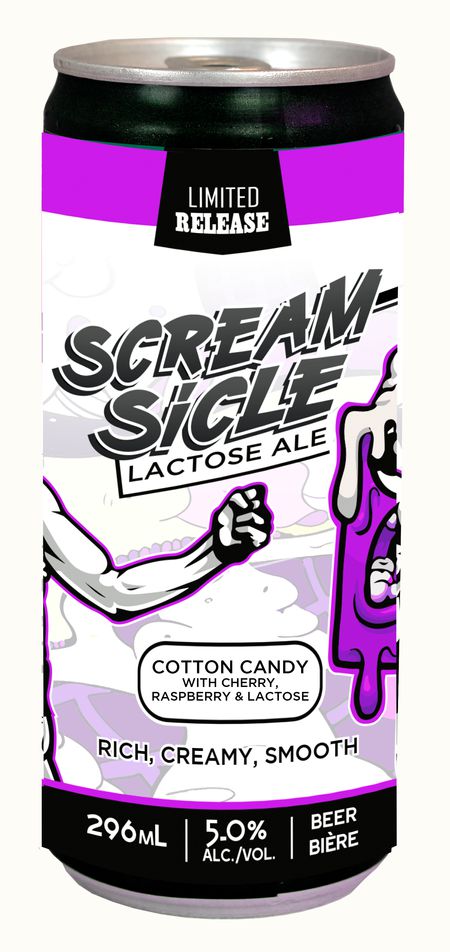 LIMITED
RELEASE
SCREAM-
SICLE
LACTOSE ALE
COTTON CANDY
WITH CHERRY,
RASPBERRY & LACTOSE
RICH, CREAMY, SMOOTH
296mL
5.0%
ALC./VOL.
BEER
BIÈRE